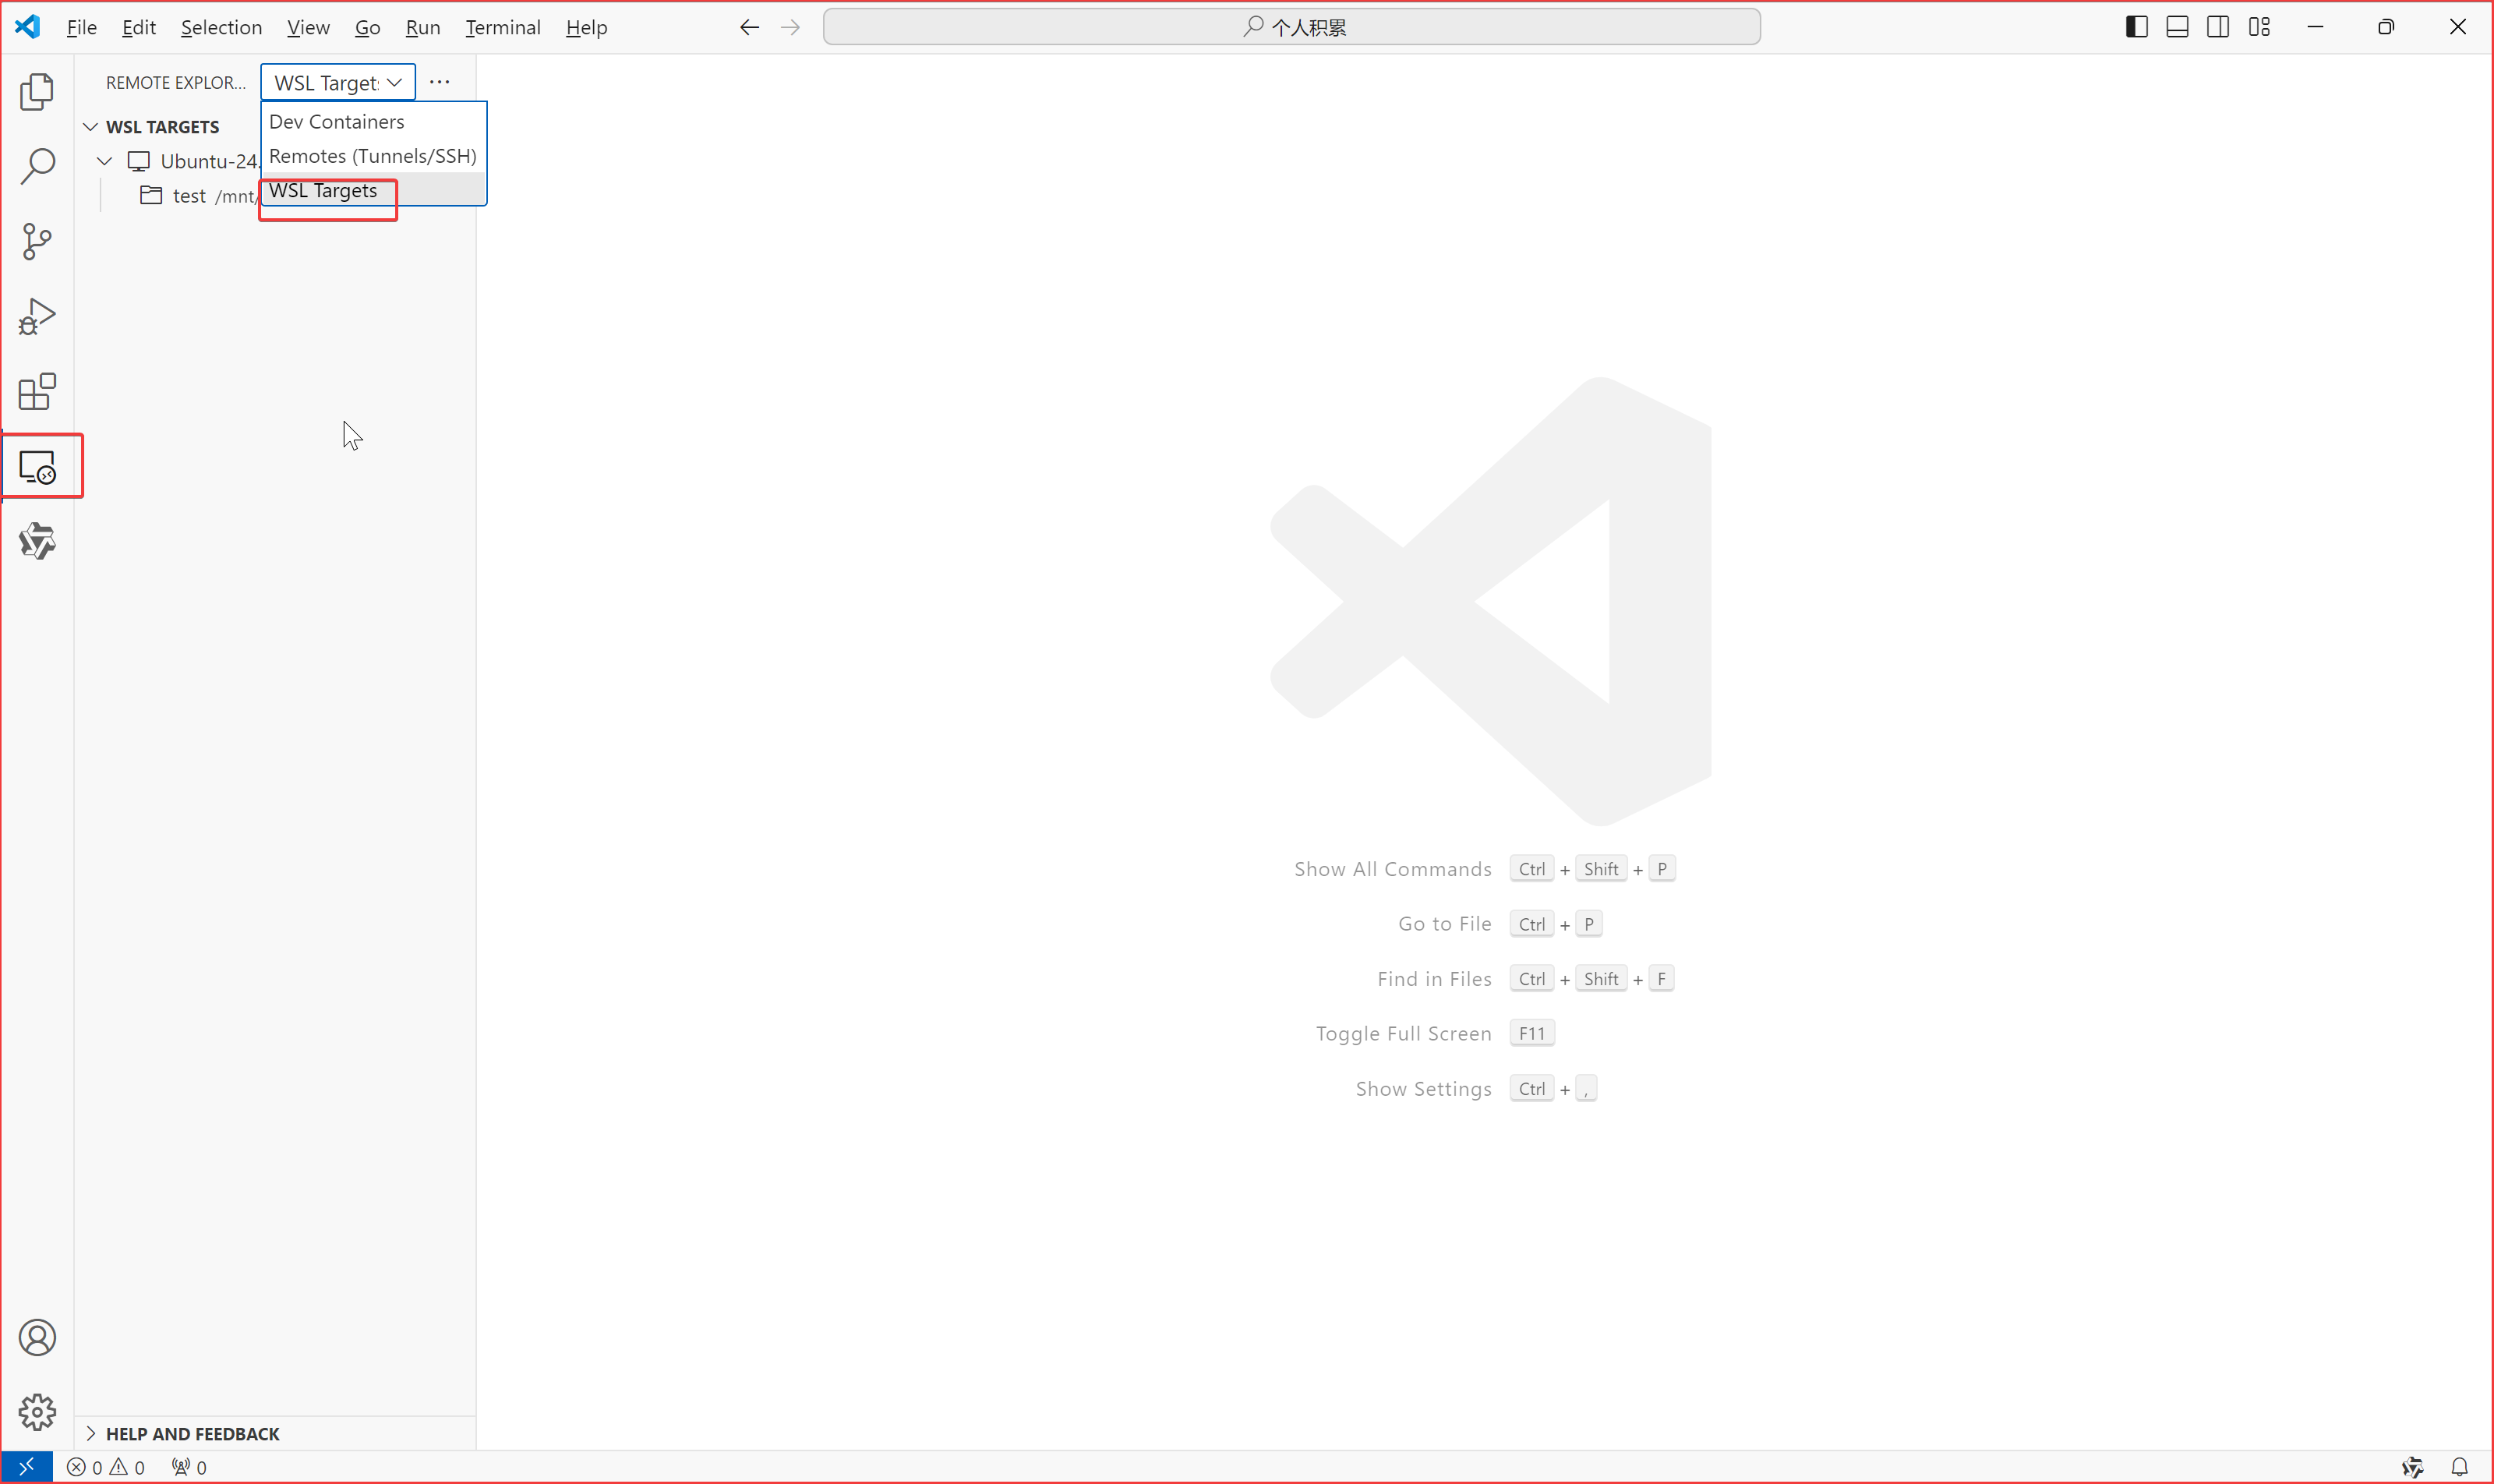 File Edit Selection View Go Run Terminal Help
个人积累
REMOTE EXPLOR... WSL Targets ...
Dev Containers
Remotes (Tunnels/SSH)
WSL Targets
WSL TARGETS
Ubuntu-24.
test /mnt/
Show All Commands Ctrl + Shift + P
Go to File Ctrl + P
Find in Files Ctrl + Shift + F
Toggle Full Screen F11
Show Settings Ctrl + ,
HELP AND FEEDBACK
0 0 0